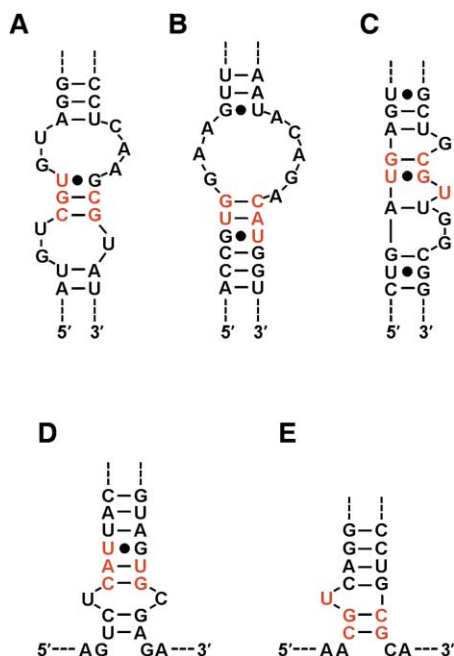 A
G – C
G – C
A U
U C
A
G A
U • G
G – C
C – G
U
U
G
A
U
A – U
5′ 3′
B
U – A
U – A
G • U
A
A
C
A A
G G
A
G – C
U – A
G • U
C – G
C – G
A – U
5′ 3′
C
U • G
G – C
A – U
G
G – C
U • G
U
A U
G
G
G – C
U • G
C – G
5′ 3′
D
C – G
A – U
U – A
U • G
A – U
C – G
U C
C – G
U – A
5′---AG GA---3′
E
G – C
G – C
A – U
C – G
U
G – C
C – G
5′---AA CA---3′